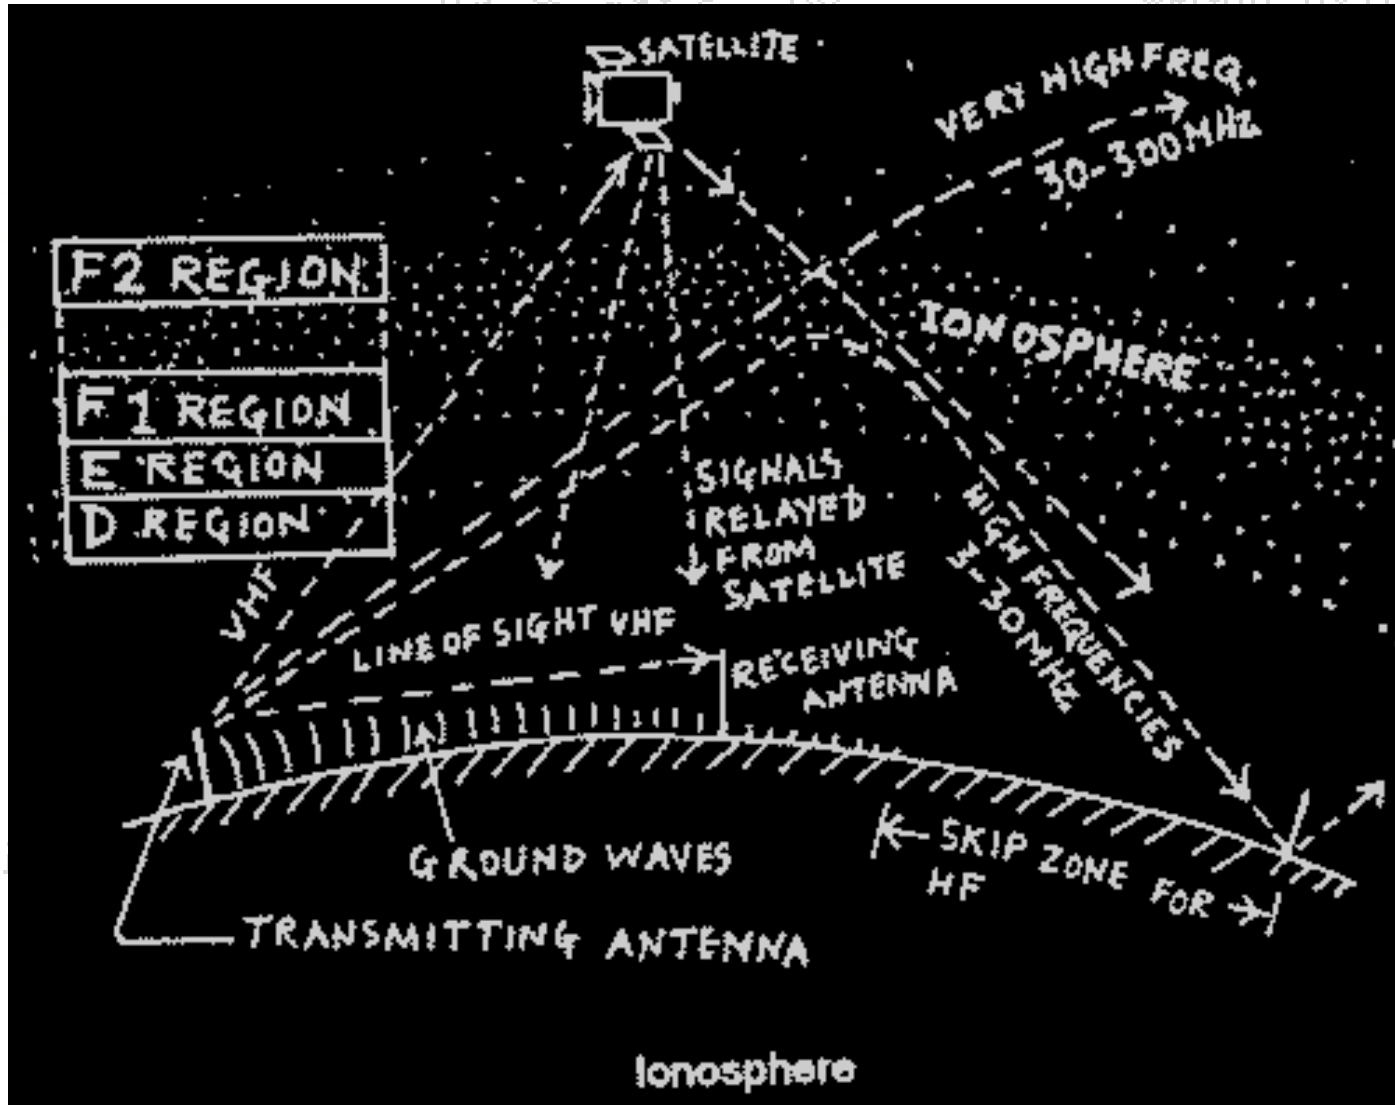 SATELLITE
VERY HIGH FREQ.
30-300MHz
F2 REGION
IONOSPHERE
F1 REGION
E REGION
D REGION
SIGNALS
RELAYED
FROM
SATELLITE
HIGH FREQUENCIES
3-30MHz
VHF
LINE OF SIGHT VHF
RECEIVING
ANTENNA
GROUND WAVES
SKIP ZONE FOR
HF
TRANSMITTING ANTENNA
Ionosphere